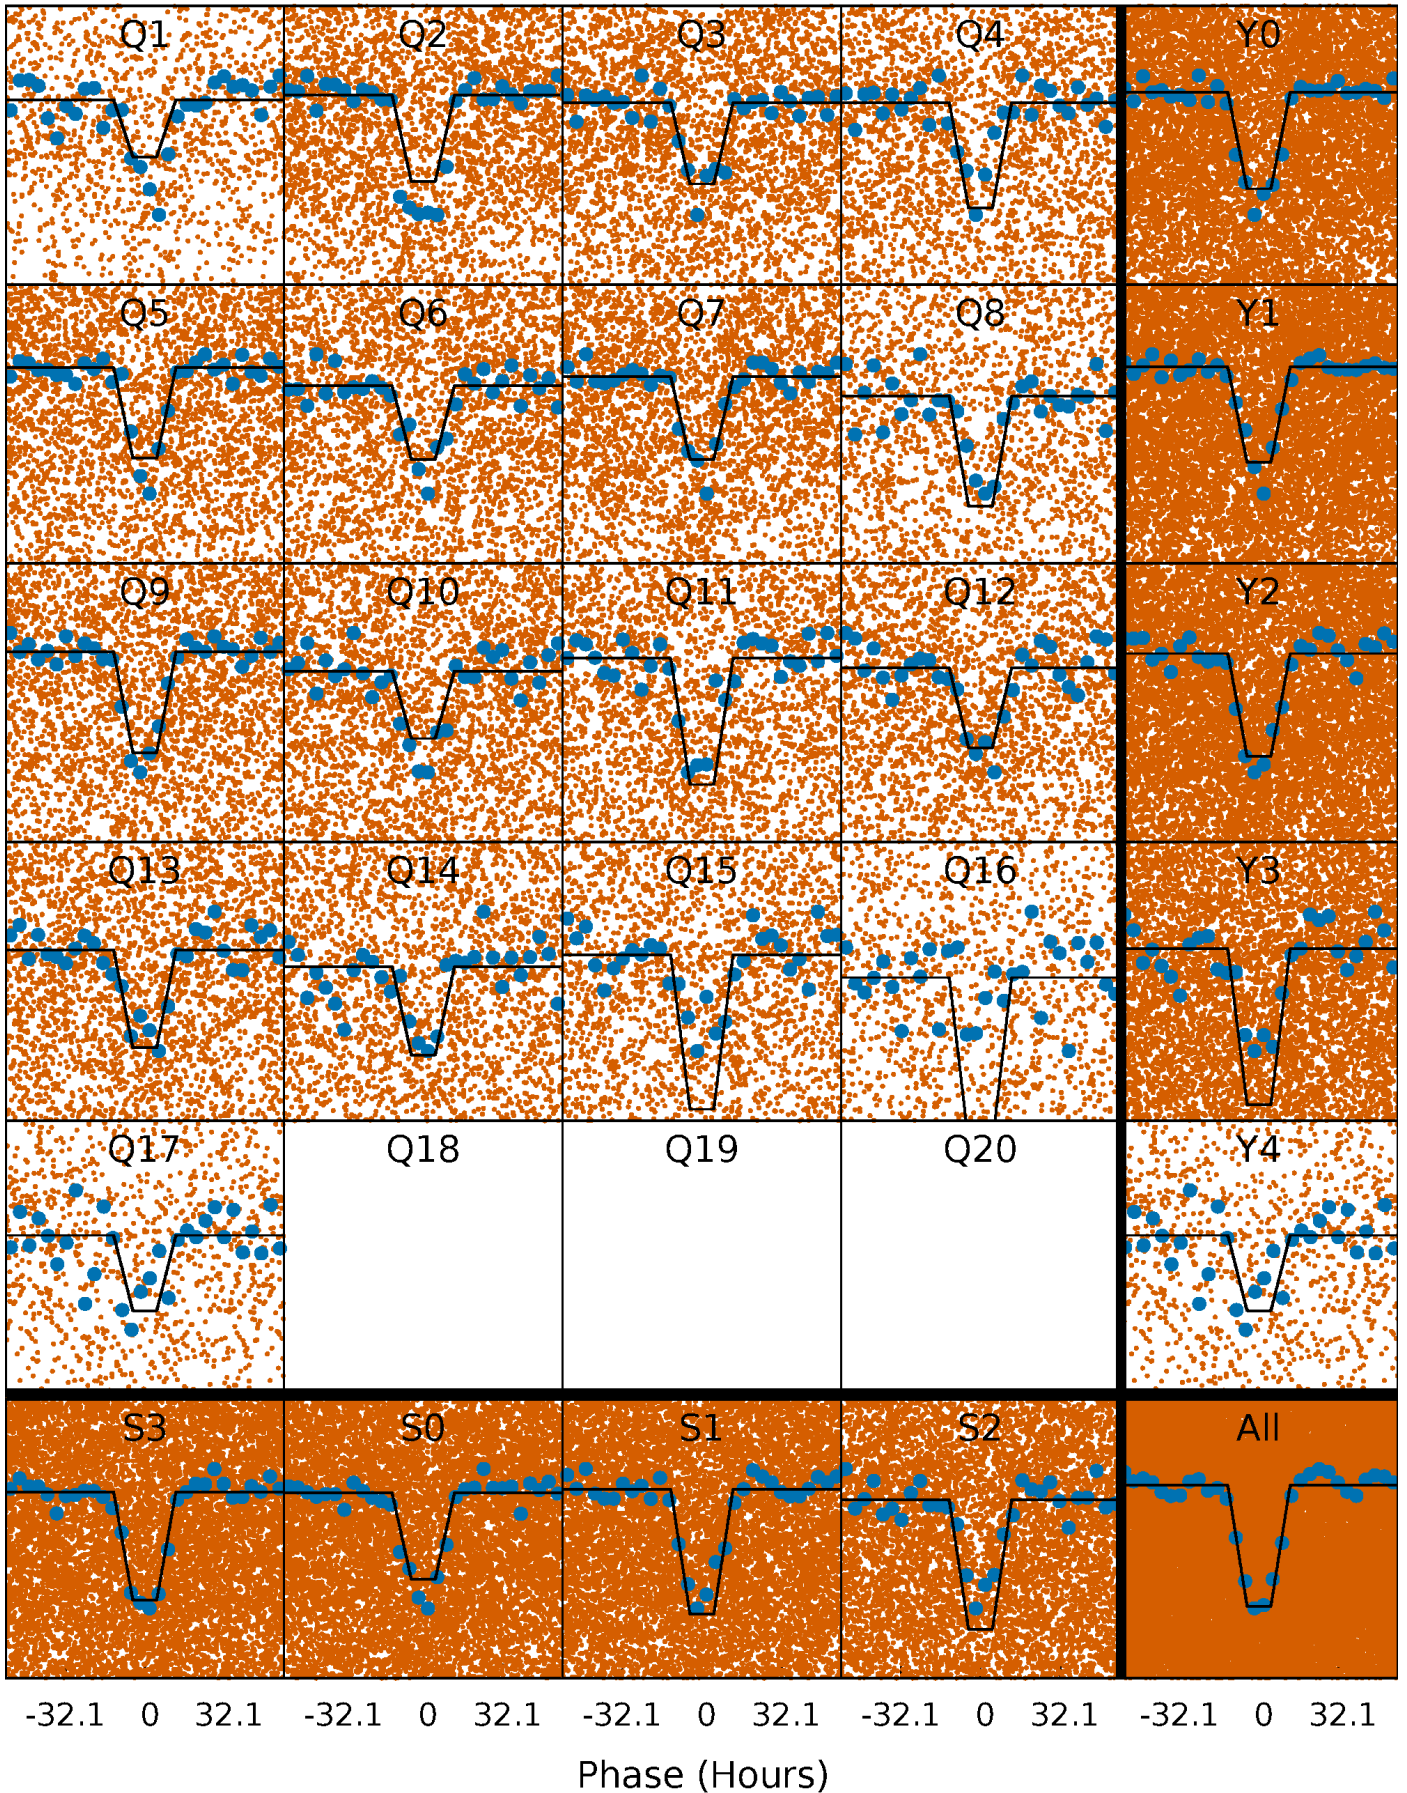 Q1 Q2 Q3 Q4 Y0
Q5 Q6 Q7 Q8 Y1
Q9 Q10 Q11 Q12 Y2
Q13 Q14 Q15 Q16 Y3
Q17 Q18 Q19 Q20 Y4
S3 S0 S1 S2 All
-32.1 0 32.1 -32.1 0 32.1 -32.1 0 32.1 -32.1 0 32.1 -32.1 0 32.1
Phase (Hours)